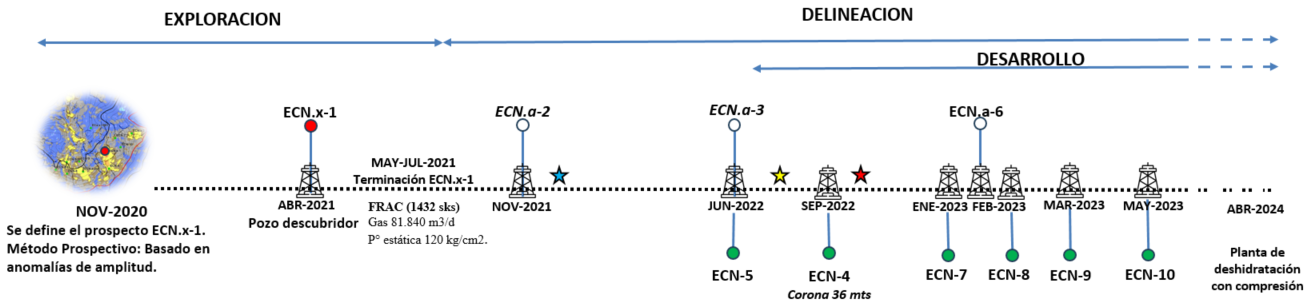 EXPLORACION
DELINEACION
DESARROLLO
ECN.x-1
ECN.a-2
ECN.a-3
ECN.a-6
MAY-JUL-2021
Terminación ECN.x-1
NOV-2020
Se define el prospecto ECN.x-1.
Método Prospectivo: Basado en
anomalías de amplitud.
ABR-2021
Pozo descubridor
FRAC (1432 sks)
Gas 81.840 m3/d
P° estática 120 kg/cm2.
NOV-2021
JUN-2022
SEP-2022
ENE-2023
FEB-2023
MAR-2023
MAY-2023
ABR-2024
ECN-5
ECN-4
Corona 36 mts
ECN-7
ECN-8
ECN-9
ECN-10
Planta de
deshidratación
con compresión